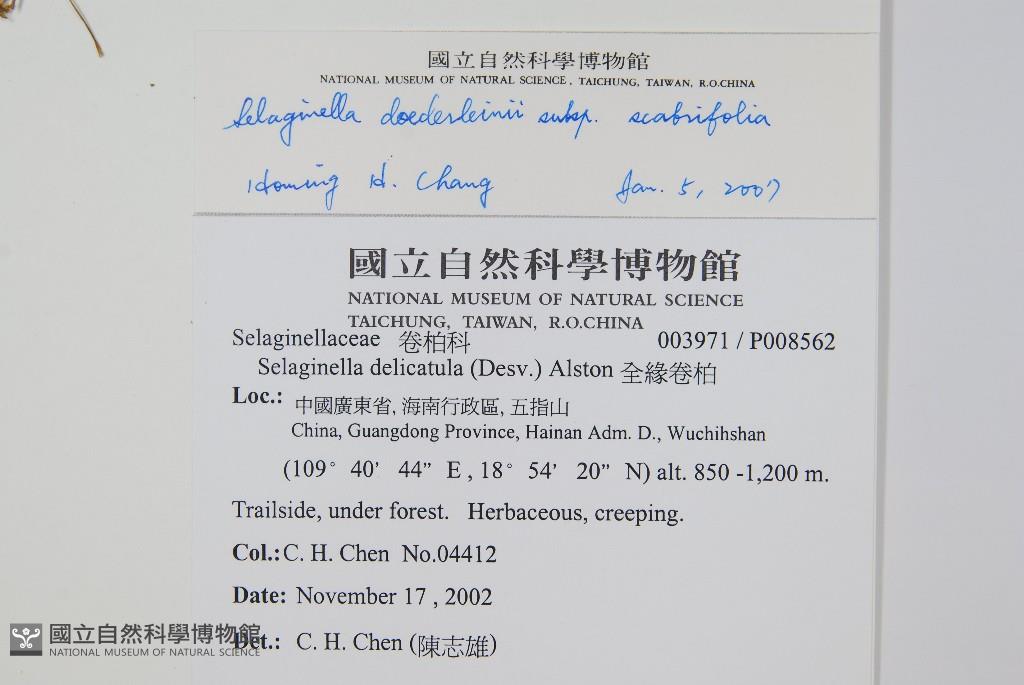 國立自然科學博物館
NATIONAL MUSEUM OF NATURAL SCIENCE, TAICHUNG, TAIWAN, R.O.CHINA
Selaginella doederleinii subsp. scabrifolia
Homing H. Chang Jan. 5, 2007
國立自然科學博物館
NATIONAL MUSEUM OF NATURAL SCIENCE
TAICHUNG, TAIWAN, R.O.CHINA
Selaginellaceae 卷柏科 003971 / P008562
Selaginella delicatula (Desv.) Alston 全緣卷柏
Loc.: 中國廣東省, 海南行政區, 五指山
China, Guangdong Province, Hainan Adm. D., Wuchihshan
(109° 40’ 44” E , 18° 54’ 20” N) alt. 850 -1,200 m.
Trailside, under forest. Herbaceous, creeping.
Col.: C. H. Chen No.04412
Date: November 17 , 2002
Det.: C. H. Chen (陳志雄)
國立自然科學博物館
NATIONAL MUSEUM OF NATURAL SCIENCE